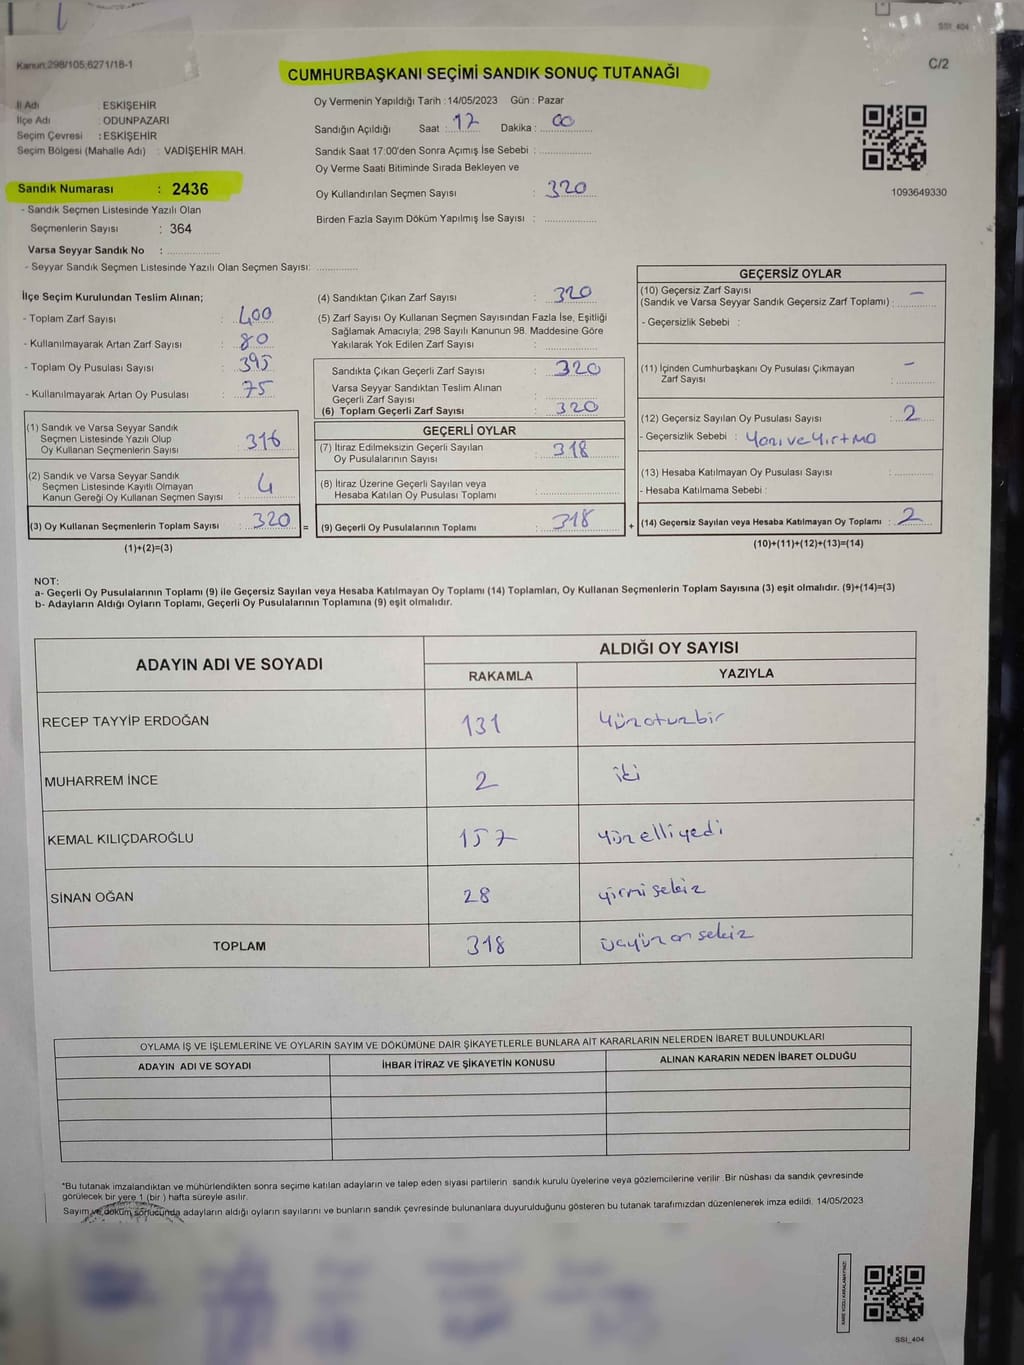 SSI_404
Kanun:298/105,6271/18-1
C/2
CUMHURBAŞKANI SEÇİMİ SANDIK SONUÇ TUTANAĞI
İl Adı : ESKİŞEHİR
İlçe Adı : ODUNPAZARI
Seçim Çevresi : ESKİŞEHİR
Seçim Bölgesi (Mahalle Adı) : VADİŞEHİR MAH.
Sandık Numarası : 2436
- Sandık Seçmen Listesinde Yazılı Olan
Seçmenlerin Sayısı : 364
Varsa Seyyar Sandık No :
- Seyyar Sandık Seçmen Listesinde Yazılı Olan Seçmen Sayısı:
Oy Vermenin Yapıldığı Tarih : 14/05/2023 Gün : Pazar
Sandığın Açıldığı Saat : 17 Dakika : 00
Sandık Saat 17:00'den Sonra Açımış İse Sebebi :
Oy Verme Saati Bitiminde Sırada Bekleyen ve
Oy Kullandırılan Seçmen Sayısı : 320
Birden Fazla Sayım Döküm Yapılmış İse Sayısı :
1093649330
İlçe Seçim Kurulundan Teslim Alınan;
- Toplam Zarf Sayısı : 400
- Kullanılmayarak Artan Zarf Sayısı : 80
- Toplam Oy Pusulası Sayısı : 395
- Kullanılmayarak Artan Oy Pusulası : 75
(1) Sandık ve Varsa Seyyar Sandık
Seçmen Listesinde Yazılı Olup
Oy Kullanan Seçmenlerin Sayısı : 316
(2) Sandık ve Varsa Seyyar Sandık
Seçmen Listesinde Kayıtlı Olmayan
Kanun Gereği Oy Kullanan Seçmen Sayısı : 4
(3) Oy Kullanan Seçmenlerin Toplam Sayısı : 320
(1)+(2)=(3)
(4) Sandıktan Çıkan Zarf Sayısı : 320
(5) Zarf Sayısı Oy Kullanan Seçmen Sayısından Fazla İse, Eşitliği
Sağlamak Amacıyla; 298 Sayılı Kanunun 98. Maddesine Göre
Yakılarak Yok Edilen Zarf Sayısı :
Sandıkta Çıkan Geçerli Zarf Sayısı : 320
Varsa Seyyar Sandıktan Teslim Alınan
Geçerli Zarf Sayısı :
(6) Toplam Geçerli Zarf Sayısı : 320
GEÇERLİ OYLAR
(7) İtiraz Edilmeksizin Geçerli Sayılan
Oy Pusulalarının Sayısı : 318
(8) İtiraz Üzerine Geçerli Sayılan veya
Hesaba Katılan Oy Pusulası Toplamı :
= (9) Geçerli Oy Pusulalarının Toplamı : 318
GEÇERSİZ OYLAR
(10) Geçersiz Zarf Sayısı
(Sandık ve Varsa Seyyar Sandık Geçersiz Zarf Toplamı) : -
- Geçersizlik Sebebi :
(11) İçinden Cumhurbaşkanı Oy Pusulası Çıkmayan
Zarf Sayısı : -
(12) Geçersiz Sayılan Oy Pusulası Sayısı : 2
- Geçersizlik Sebebi : Yazı ve Yırtma
(13) Hesaba Katılmayan Oy Pusulası Sayısı :
- Hesaba Katılmama Sebebi :
+ (14) Geçersiz Sayılan veya Hesaba Katılmayan Oy Toplamı : 2
(10)+(11)+(12)+(13)=(14)
NOT:
a- Geçerli Oy Pusulalarının Toplamı (9) ile Geçersiz Sayılan veya Hesaba Katılmayan Oy Toplamı (14) Toplamları, Oy Kullanan Seçmenlerin Toplam Sayısına (3) eşit olmalıdır. (9)+(14)=(3)
b- Adayların Aldığı Oyların Toplamı, Geçerli Oy Pusulalarının Toplamına (9) eşit olmalıdır.
ADAYIN ADI VE SOYADI
ALDIĞI OY SAYISI
RAKAMLA YAZIYLA
RECEP TAYYİP ERDOĞAN 131 Yüzotuzbir
MUHARREM İNCE 2 iki
KEMAL KILIÇDAROĞLU 157 Yüzelliyedi
SİNAN OĞAN 28 yirmisekiz
TOPLAM 318 üçyüzonsekiz
OYLAMA İŞ VE İŞLEMLERİNE VE OYLARIN SAYIM VE DÖKÜMÜNE DAİR ŞİKAYETLERLE BUNLARA AİT KARARLARIN NELERDEN İBARET BULUNDUKLARI
ADAYIN ADI VE SOYADI İHBAR İTİRAZ VE ŞİKAYETİN KONUSU ALINAN KARARIN NEDEN İBARET OLDUĞU
*Bu tutanak imzalandıktan ve mühürlendikten sonra seçime katılan adayların ve talep eden siyasi partilerin sandık kurulu üyelerine veya gözlemcilerine verilir. Bir nüshası da sandık çevresinde
görülecek bir yere 1 (bir ) hafta süreyle asılır.
Sayım ve döküm sonucunda adayların aldığı oyların sayılarını ve bunların sandık çevresinde bulunanlara duyurulduğunu gösteren bu tutanak tarafımızdan düzenlenerek imza edildi. 14/05/2023
SSI_404